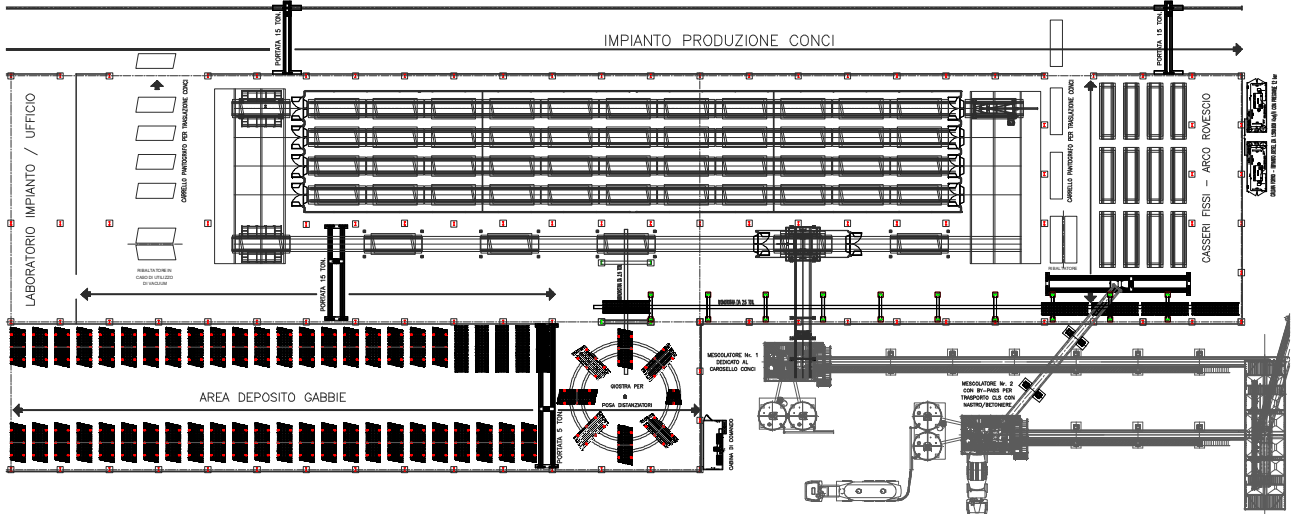 IMPIANTO PRODUZIONE CONCI
PORTATA 15 TON.
PORTATA 15 TON.
LABORATORIO IMPIANTO / UFFICIO
CARRELLO PANTOGRAFO PER TRASLAZIONE CONCI
CARRELLO PANTOGRAFO PER TRASLAZIONE CONCI
CASSERI FISSI - ARCO ROVESCIO
RIBALTATORE IN
CASO DI UTILIZZO
DI VACUUM
PORTATA 15 TON.
RIBALTATORE
MESCOLATORE Nr. 1
DEDICATO AL
CAROSELLO CONCI
MESCOLATORE Nr. 2
CON BY-PASS PER
TRASPORTO CLS CON
NASTRO/BETONIERE
AREA DEPOSITO GABBIE
PORTATA 5 TON.
GIOSTRA PER
POSA DISTANZIATORI
CABINA DI COMANDO